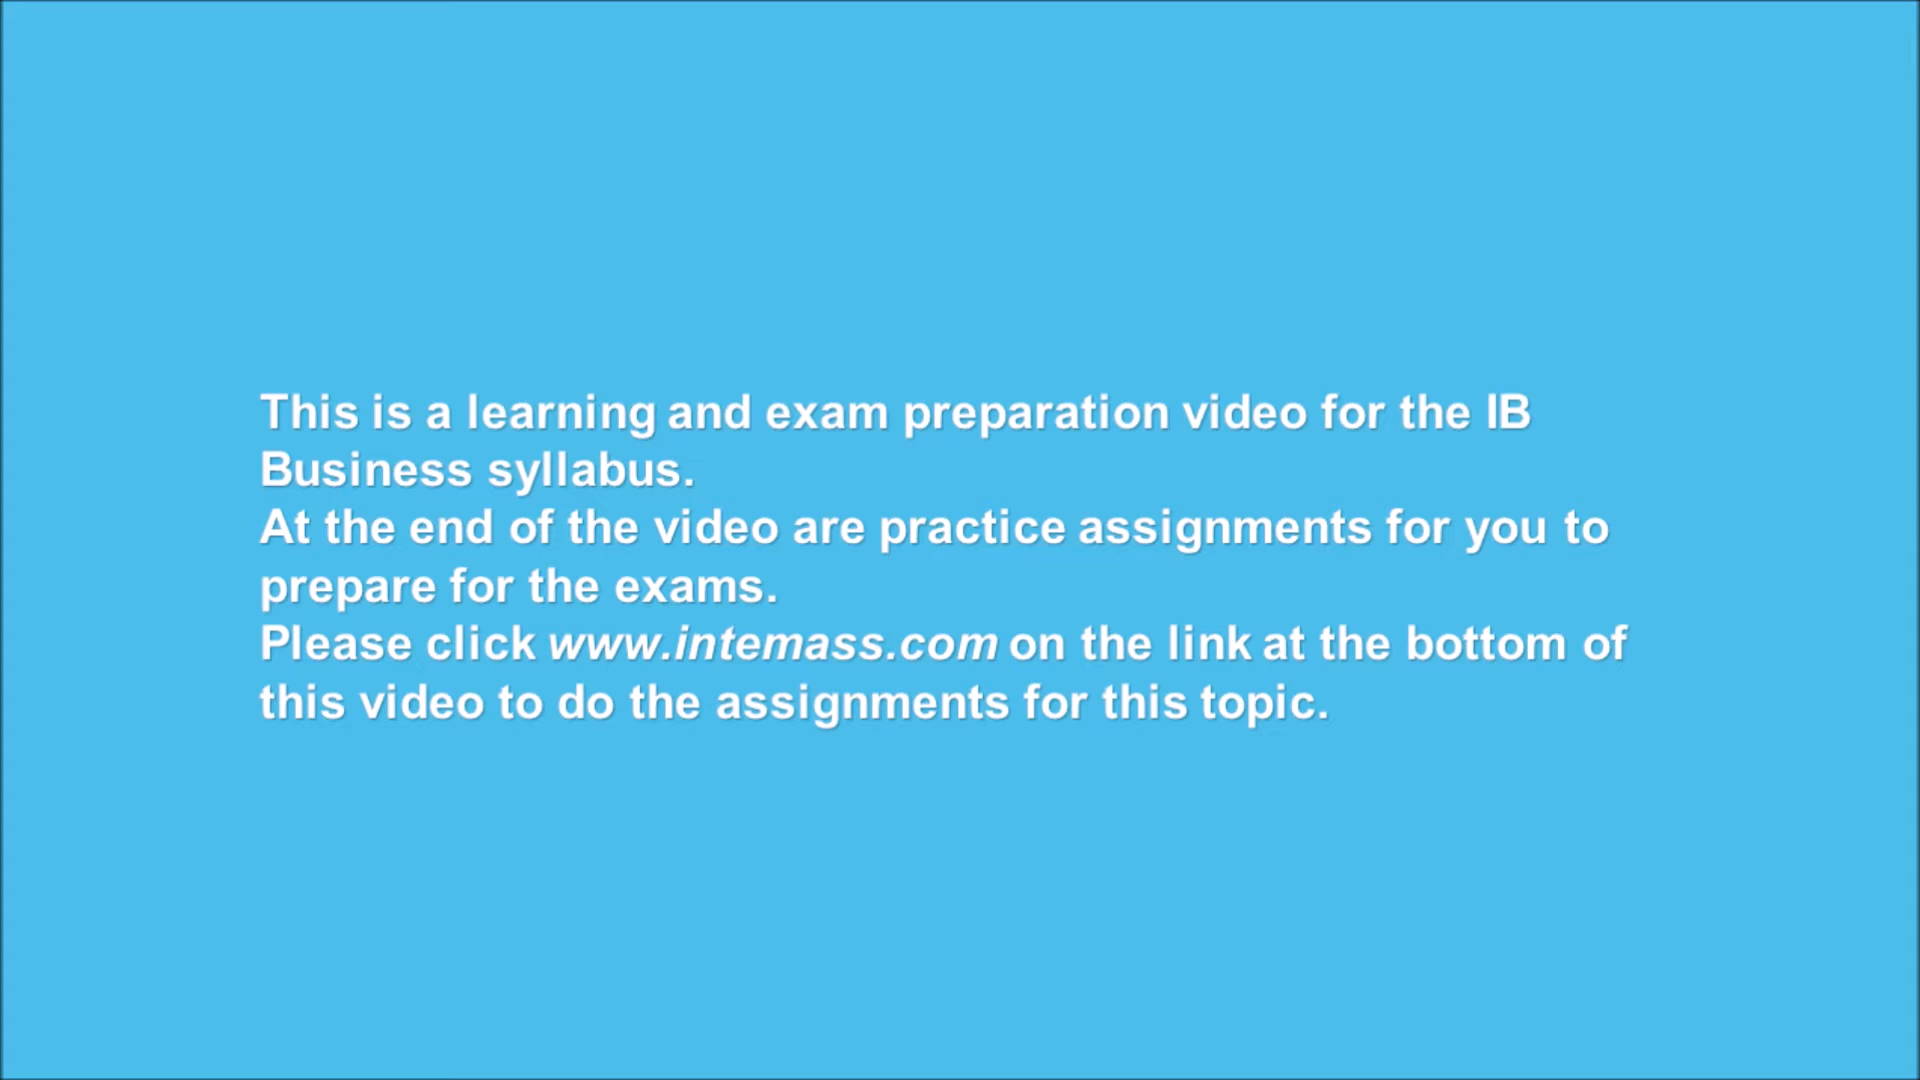 This is a learning and exam preparation video for the IB
Business syllabus.
At the end of the video are practice assignments for you to
prepare for the exams.
Please click www.intemass.com on the link at the bottom of
this video to do the assignments for this topic.